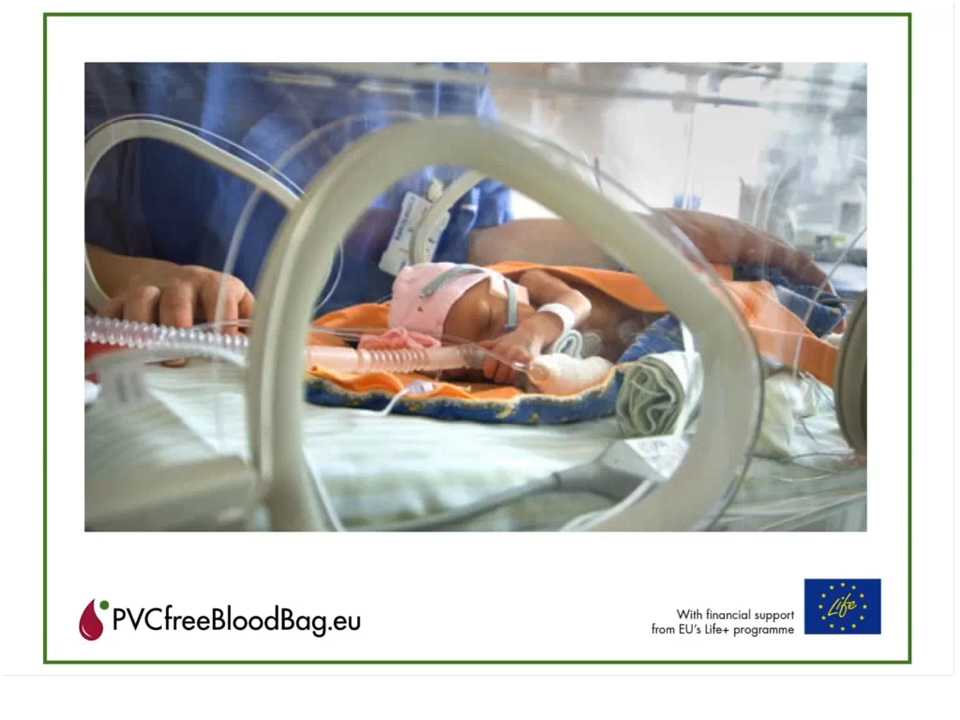 PVCfreeBloodBag.eu
With financial support
from EU's Life+ programme
Life